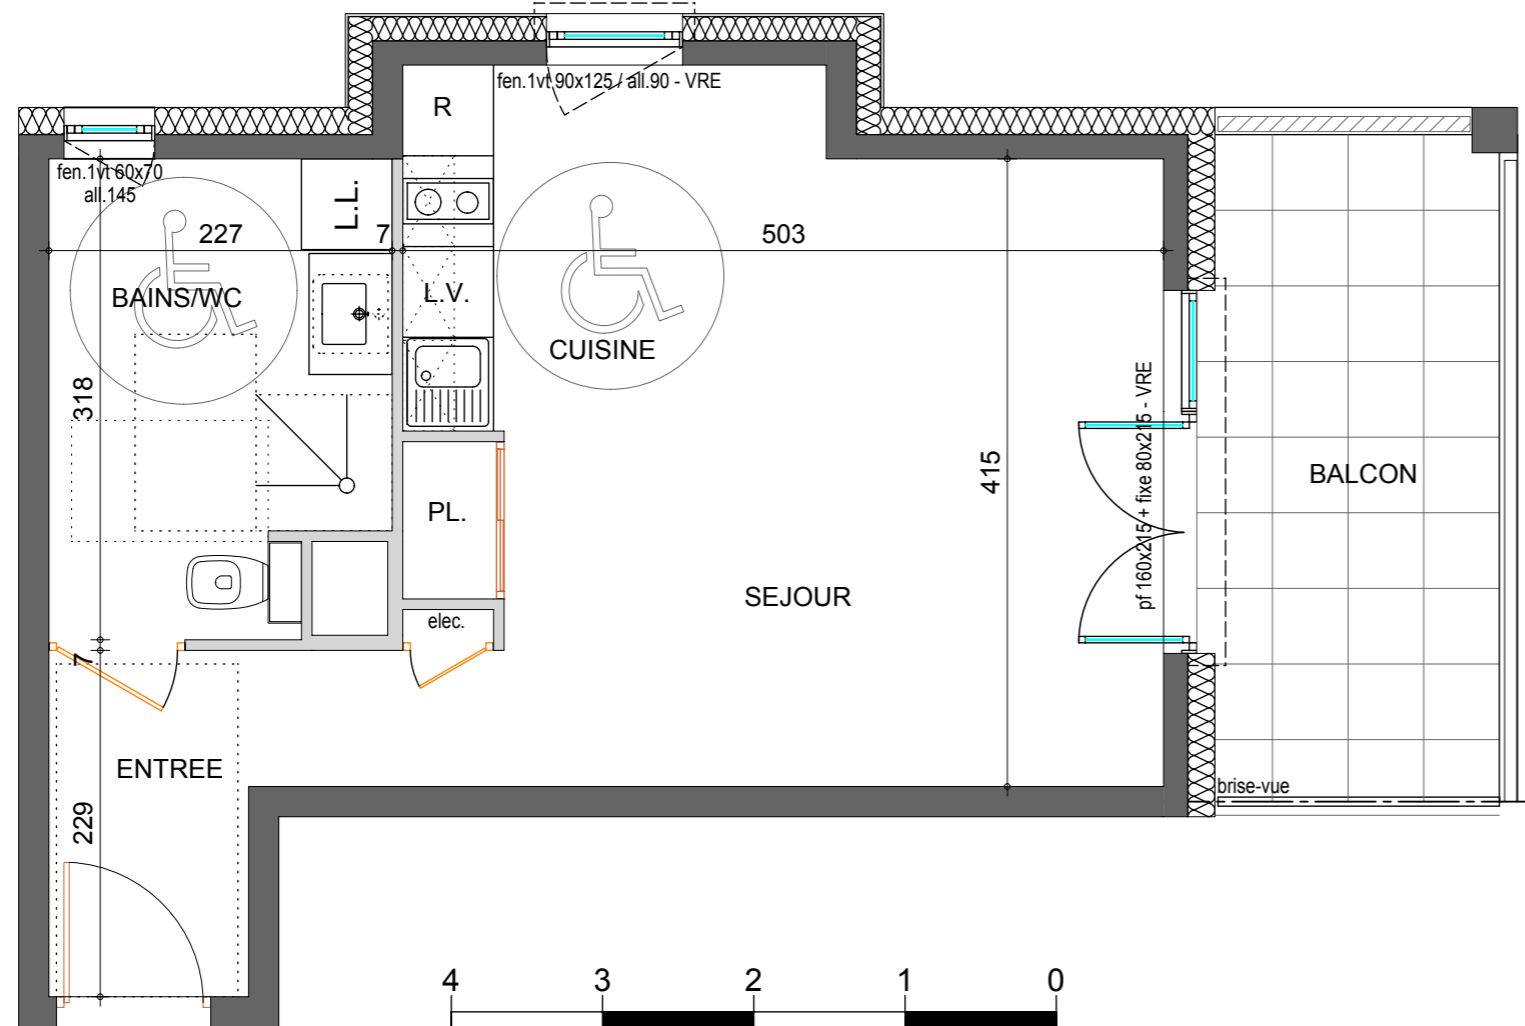 fen.1vt 90x125 / all.90 - VRE
R
fen.1vt 60x70
all.145
L.L.
227
7
503
BAINS/WC
L.V.
CUISINE
318
415
pf 160x215 + fixe 80x215 - VRE
BALCON
PL.
SEJOUR
elec.
7
ENTREE
229
brise-vue
4 3 2 1 0